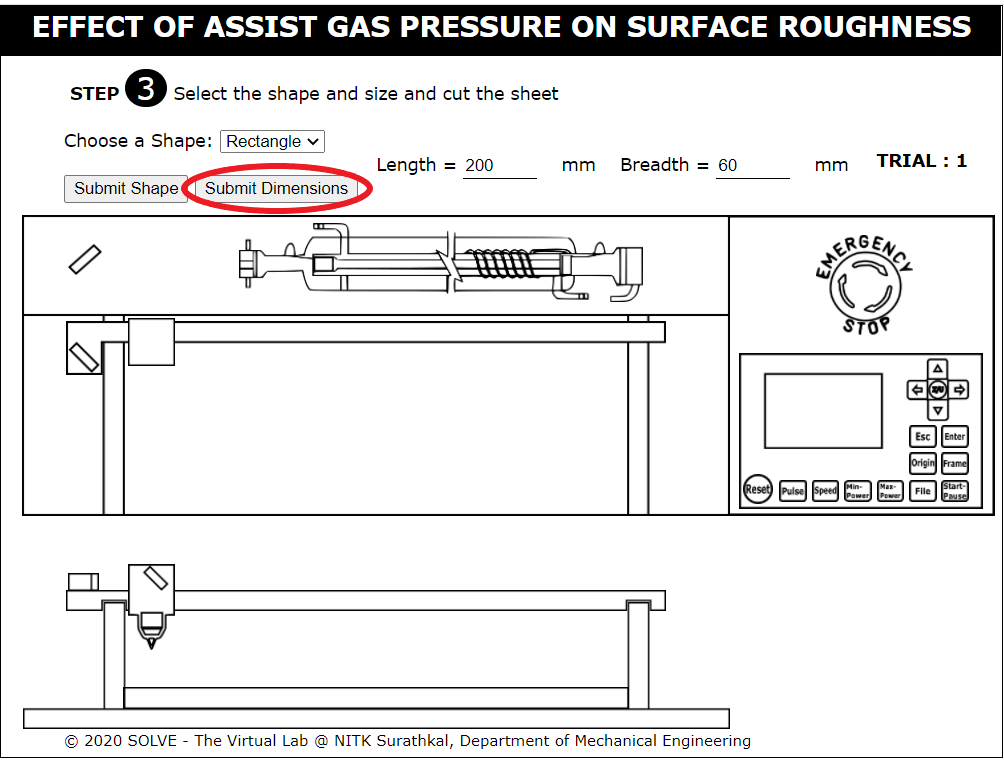 EFFECT OF ASSIST GAS PRESSURE ON SURFACE ROUGHNESS
STEP 3 Select the shape and size and cut the sheet
Choose a Shape: Rectangle
Length = 200 mm Breadth = 60 mm TRIAL : 1
Submit Shape Submit Dimensions
EMERGENCY
STOP
X/U
Esc Enter
Origin Frame
Reset Pulse Speed Min-Power Max-Power File Start-Pause
© 2020 SOLVE - The Virtual Lab @ NITK Surathkal, Department of Mechanical Engineering